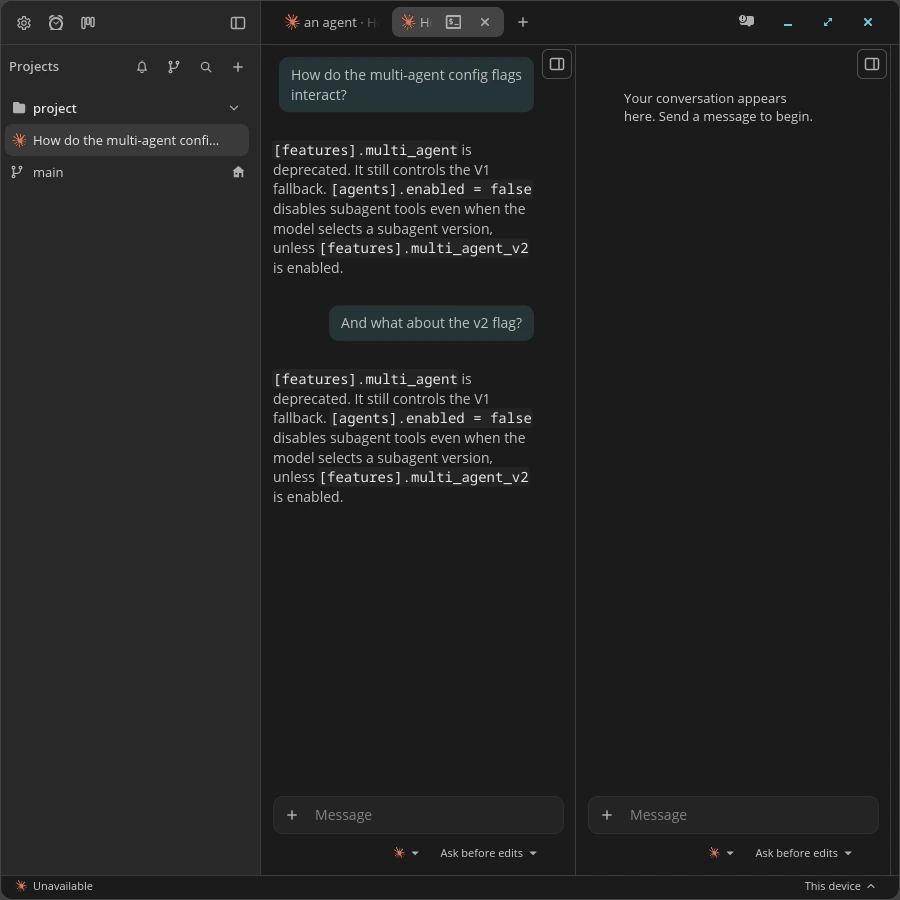 an agent · H
H
Projects
project
How do the multi-agent confi...
main
How do the multi-agent config flags
interact?
[features].multi_agent is
deprecated. It still controls the V1
fallback. [agents].enabled = false
disables subagent tools even when the
model selects a subagent version,
unless [features].multi_agent_v2
is enabled.
And what about the v2 flag?
[features].multi_agent is
deprecated. It still controls the V1
fallback. [agents].enabled = false
disables subagent tools even when the
model selects a subagent version,
unless [features].multi_agent_v2
is enabled.
Message
Ask before edits
Your conversation appears
here. Send a message to begin.
Message
Ask before edits
Unavailable
This device